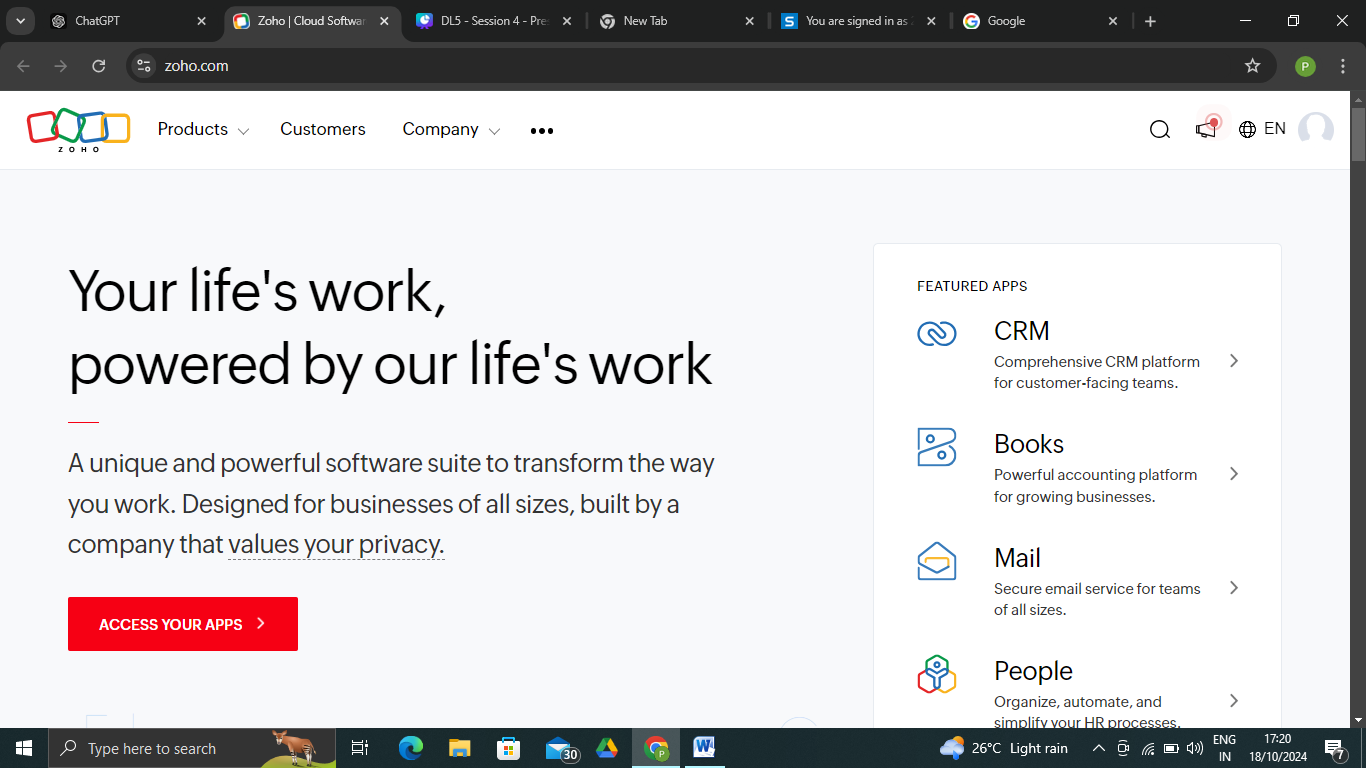 ChatGPT
Zoho | Cloud Softwar
DL5 - Session 4 - Pre
New Tab
You are signed in as
Google
zoho.com
ZOHO
Products
Customers
Company
EN
Your life's work,
powered by our life's work
A unique and powerful software suite to transform the way
you work. Designed for businesses of all sizes, built by a
company that values your privacy.
ACCESS YOUR APPS
FEATURED APPS
CRM
Comprehensive CRM platform
for customer-facing teams.
Books
Powerful accounting platform
for growing businesses.
Mail
Secure email service for teams
of all sizes.
People
Organize, automate, and
simplify your HR processes.
Type here to search
30
P
W
26°C Light rain
ENG
IN
17:20
18/10/2024
7